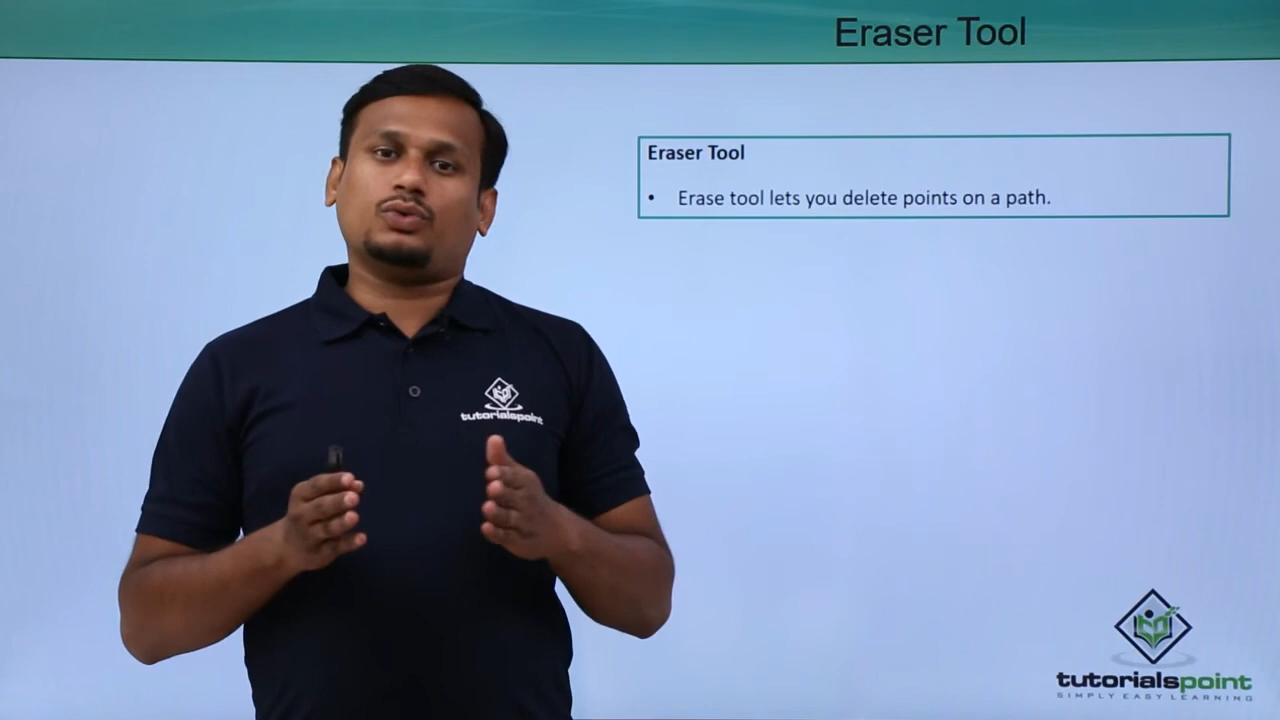 Eraser Tool
Eraser Tool
• Erase tool lets you delete points on a path.
tutorialspoint
tutorialspoint
SIMPLY EASY LEARNING